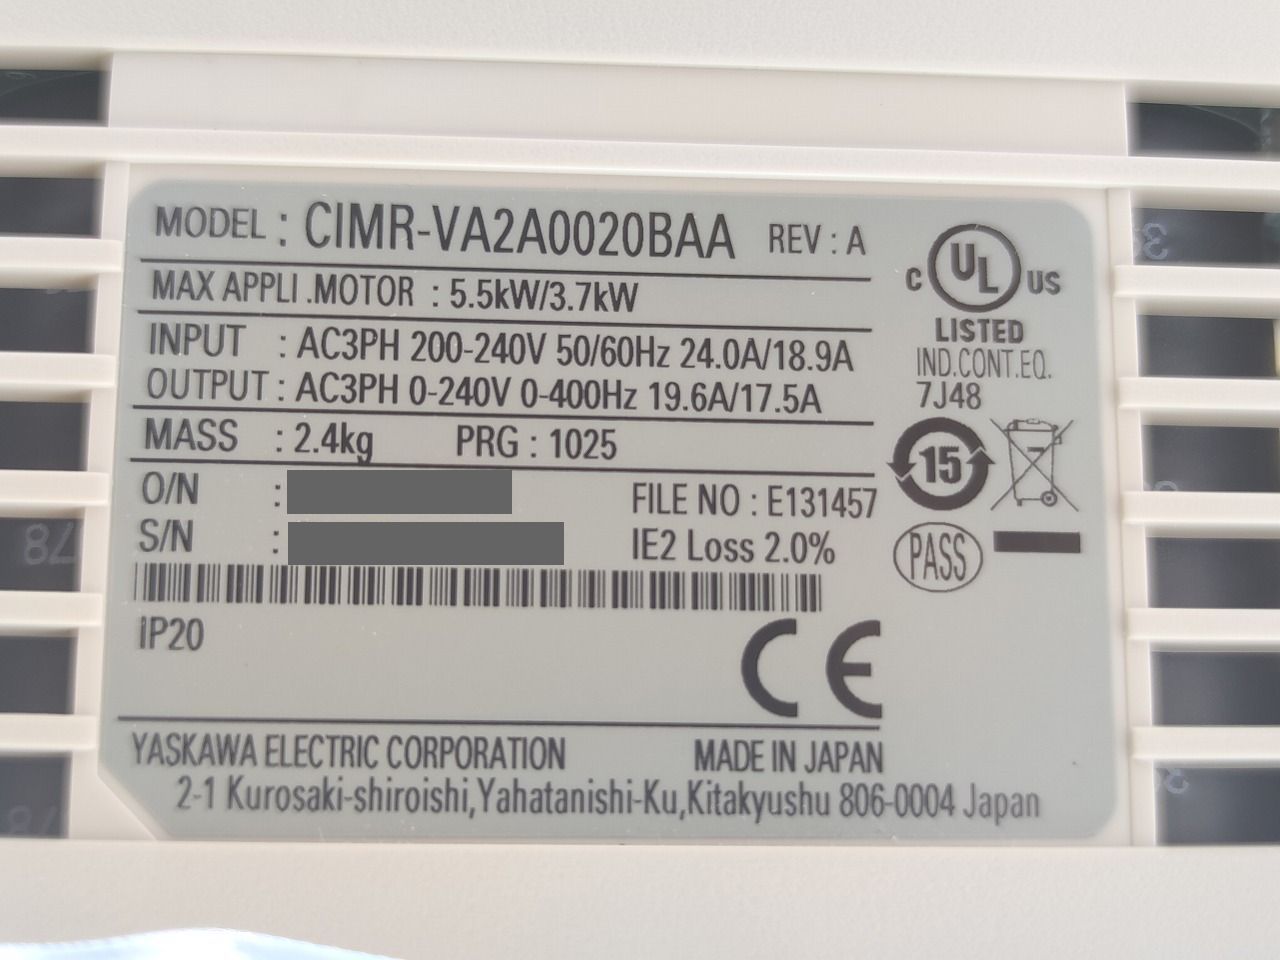 MODEL : CIMR-VA2A0020BAA REV : A
MAX APPLI .MOTOR : 5.5kW/3.7kW
INPUT : AC3PH 200-240V 50/60Hz 24.0A/18.9A
OUTPUT : AC3PH 0-240V 0-400Hz 19.6A/17.5A
MASS : 2.4kg PRG : 1025
O/N : FILE NO : E131457
S/N : IE2 Loss 2.0%
IP20
C UL US
LISTED
IND.CONT.EQ.
7J48
15
PASS
CE
YASKAWA ELECTRIC CORPORATION MADE IN JAPAN
2-1 Kurosaki-shiroishi,Yahatanishi-Ku,Kitakyushu 806-0004 Japan
78